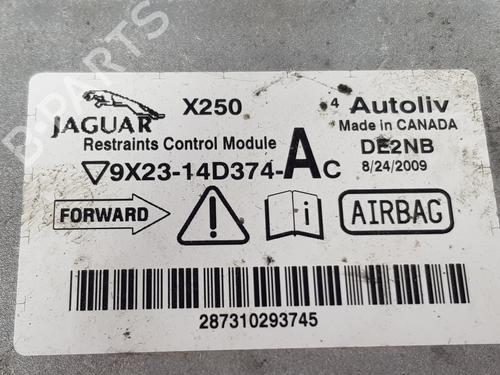 B-PARTS
JAGUAR
X250
4 Autoliv
Made in CANADA
Restraints Control Module
DE2NB
8/24/2009
9X23-14D374-AC
FORWARD
i
AIRBAG
287310293745